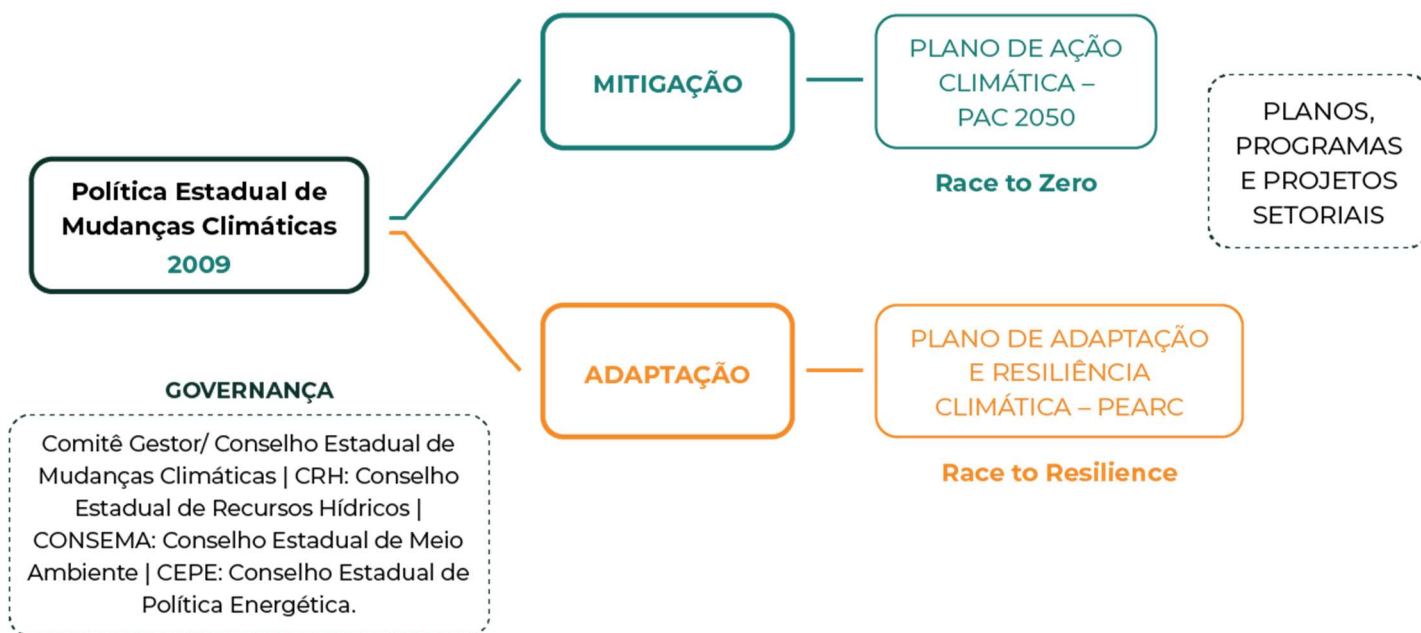 Política Estadual de
Mudanças Climáticas
2009
MITIGAÇÃO
PLANO DE AÇÃO
CLIMÁTICA –
PAC 2050
Race to Zero
PLANOS,
PROGRAMAS
E PROJETOS
SETORIAIS
ADAPTAÇÃO
PLANO DE ADAPTAÇÃO
E RESILIÊNCIA
CLIMÁTICA – PEARC
Race to Resilience
GOVERNANÇA
Comitê Gestor/ Conselho Estadual de
Mudanças Climáticas | CRH: Conselho
Estadual de Recursos Hídricos |
CONSEMA: Conselho Estadual de Meio
Ambiente | CEPE: Conselho Estadual de
Política Energética.